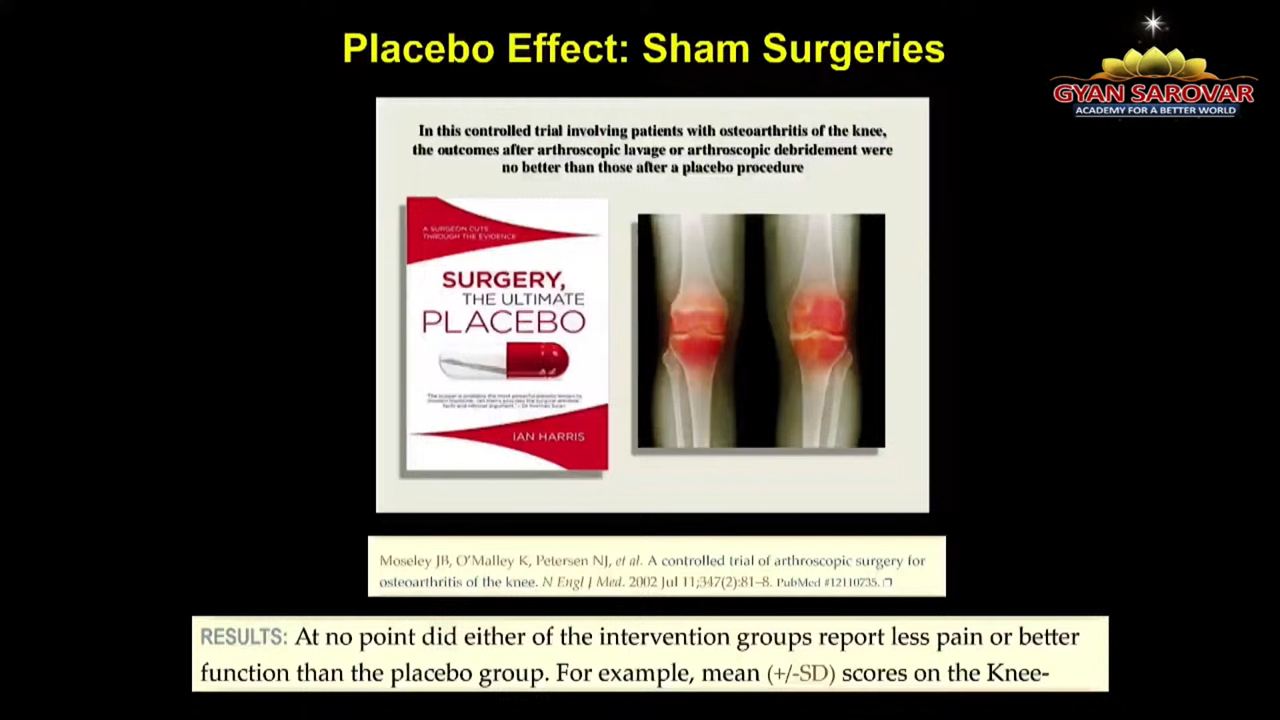 Placebo Effect: Sham Surgeries
GYAN SAROVAR
ACADEMY FOR A BETTER WORLD
In this controlled trial involving patients with osteoarthritis of the knee,
the outcomes after arthroscopic lavage or arthroscopic debridement were
no better than those after a placebo procedure
A SURGEON CUTS
THROUGH THE EVIDENCE
SURGERY,
THE ULTIMATE
PLACEBO
IAN HARRIS
Moseley JB, O'Malley K, Petersen NJ, et al. A controlled trial of arthroscopic surgery for
osteoarthritis of the knee. N Engl J Med. 2002 Jul 11;347(2):81–8. PubMed #12110735.
RESULTS: At no point did either of the intervention groups report less pain or better
function than the placebo group. For example, mean (+/-SD) scores on the Knee-